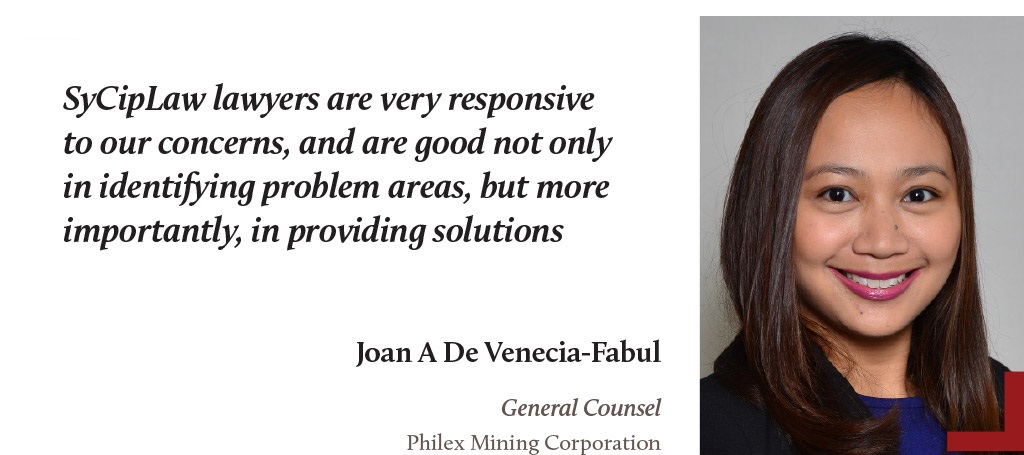 SyCipLaw lawyers are very responsive
to our concerns, and are good not only
in identifying problem areas, but more
importantly, in providing solutions
Joan A De Venecia-Fabul
General Counsel
Philex Mining Corporation